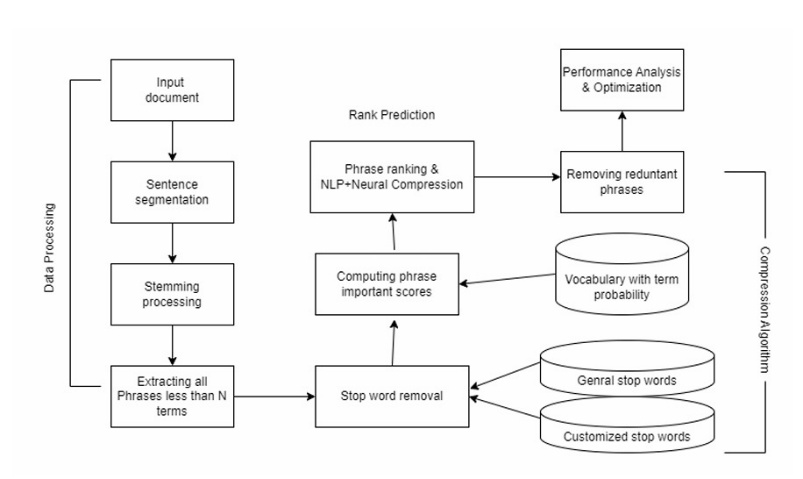 Input
document
Sentence
segmentation
Stemming
processing
Extracting all
Phrases less than N
terms
Data Processing
Rank Prediction
Phrase ranking &
NLP+Neural Compression
Computing phrase
important scores
Stop word removal
Performance Analysis
& Optimization
Removing reduntant
phrases
Vocabulary with term
probability
Genral stop words
Customized stop words
Compression Algorithm